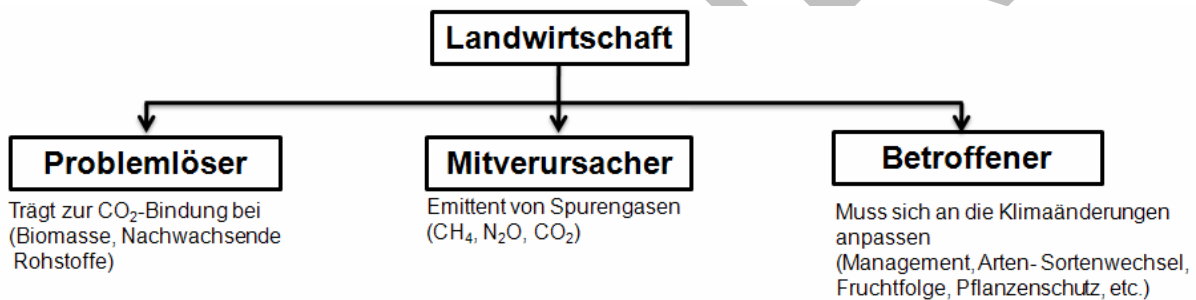 Landwirtschaft
Problemlöser
Trägt zur CO₂-Bindung bei
(Biomasse, Nachwachsende
Rohstoffe)
Mitverursacher
Emittent von Spurengasen
(CH₄, N₂O, CO₂)
Betroffener
Muss sich an die Klimaänderungen
anpassen
(Management, Arten- Sortenwechsel,
Fruchtfolge, Pflanzenschutz, etc.)